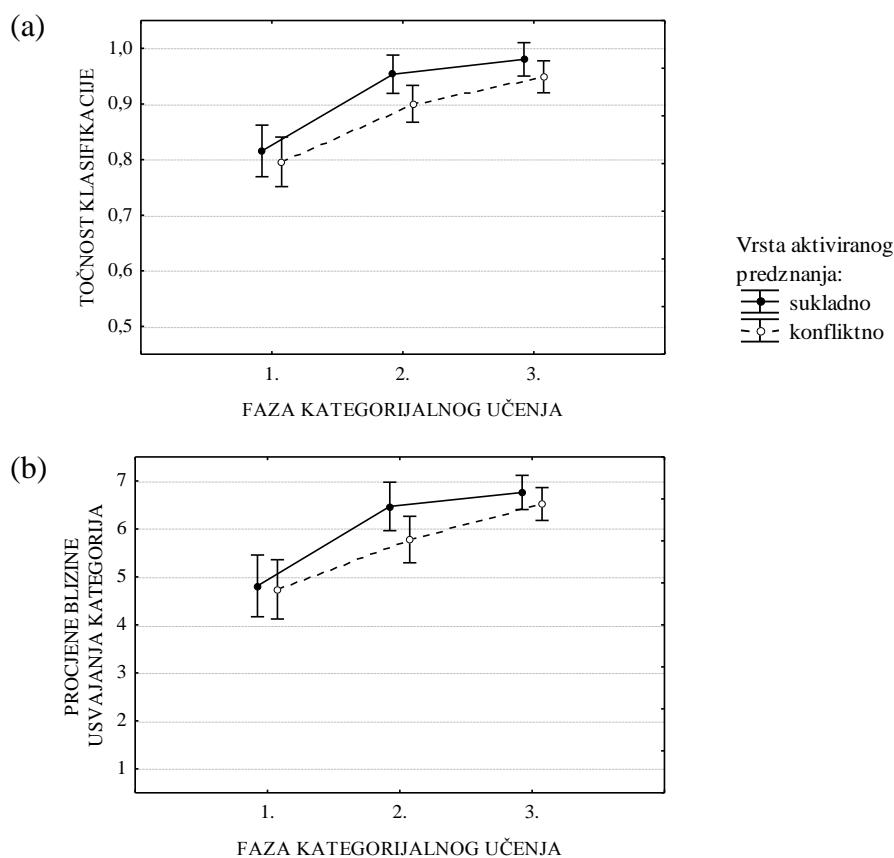 (a)
TOČNOST KLASIFIKACIJE
1,0
0,9
0,8
0,7
0,6
0,5
1.
2.
3.
FAZA KATEGORIJALNOG UČENJA
Vrsta aktiviranog
predznanja:
sukladno
konfliktno
(b)
PROCJENE BLIZINE
USVAJANJA KATEGORIJA
7
6
5
4
3
2
1
1.
2.
3.
FAZA KATEGORIJALNOG UČENJA